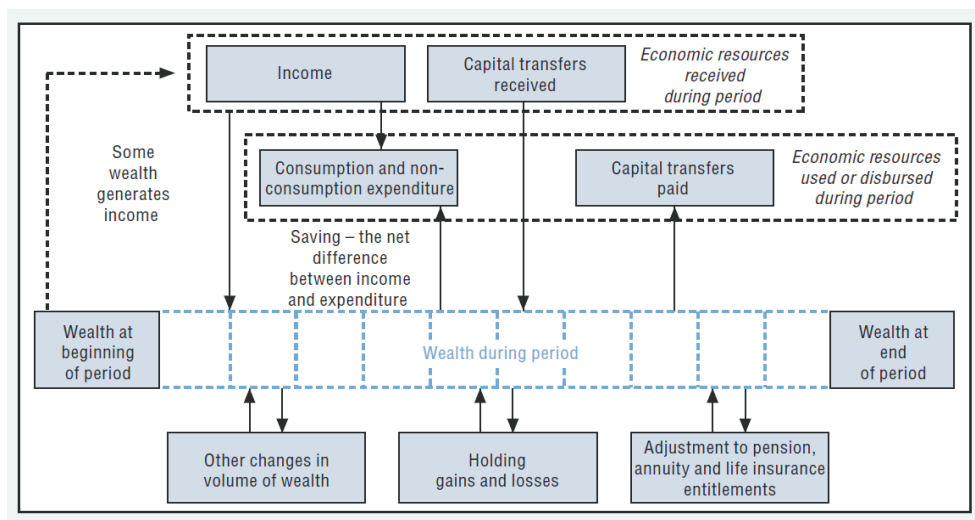 Income
Capital transfers
received
Economic resources
received
during period
Some
wealth
generates
income
Consumption and non-
consumption expenditure
Capital transfers
paid
Economic resources
used or disbursed
during period
Saving – the net
difference
between income
and expenditure
Wealth at
beginning
of period
Wealth during period
Wealth at
end
of period
Other changes in
volume of wealth
Holding
gains and losses
Adjustment to pension,
annuity and life insurance
entitlements